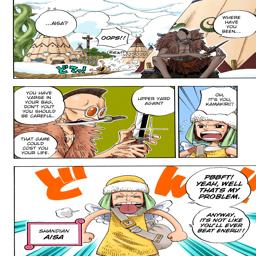 WHERE
HAVE YOU
BEEN...
...AISA?
OOPS!!
ど
UPPER YARD
AGAIN?
YOU HAVE
VARSE IN
YOUR BAG,
DON'T YOU?
YOU SHOULD
BE CAREFUL.
THAT GAME
COULD
COST YOU
YOUR LIFE.
OH,
IT'S YOU,
KAMAKIRI!
ど
PBBFT!
YEAH, WELL
THAT'S MY
PROBLEM.
ANYWAY,
IT'S NOT LIKE
YOU'LL EVER
BEAT ENERU!
SHANDIAN
AISA